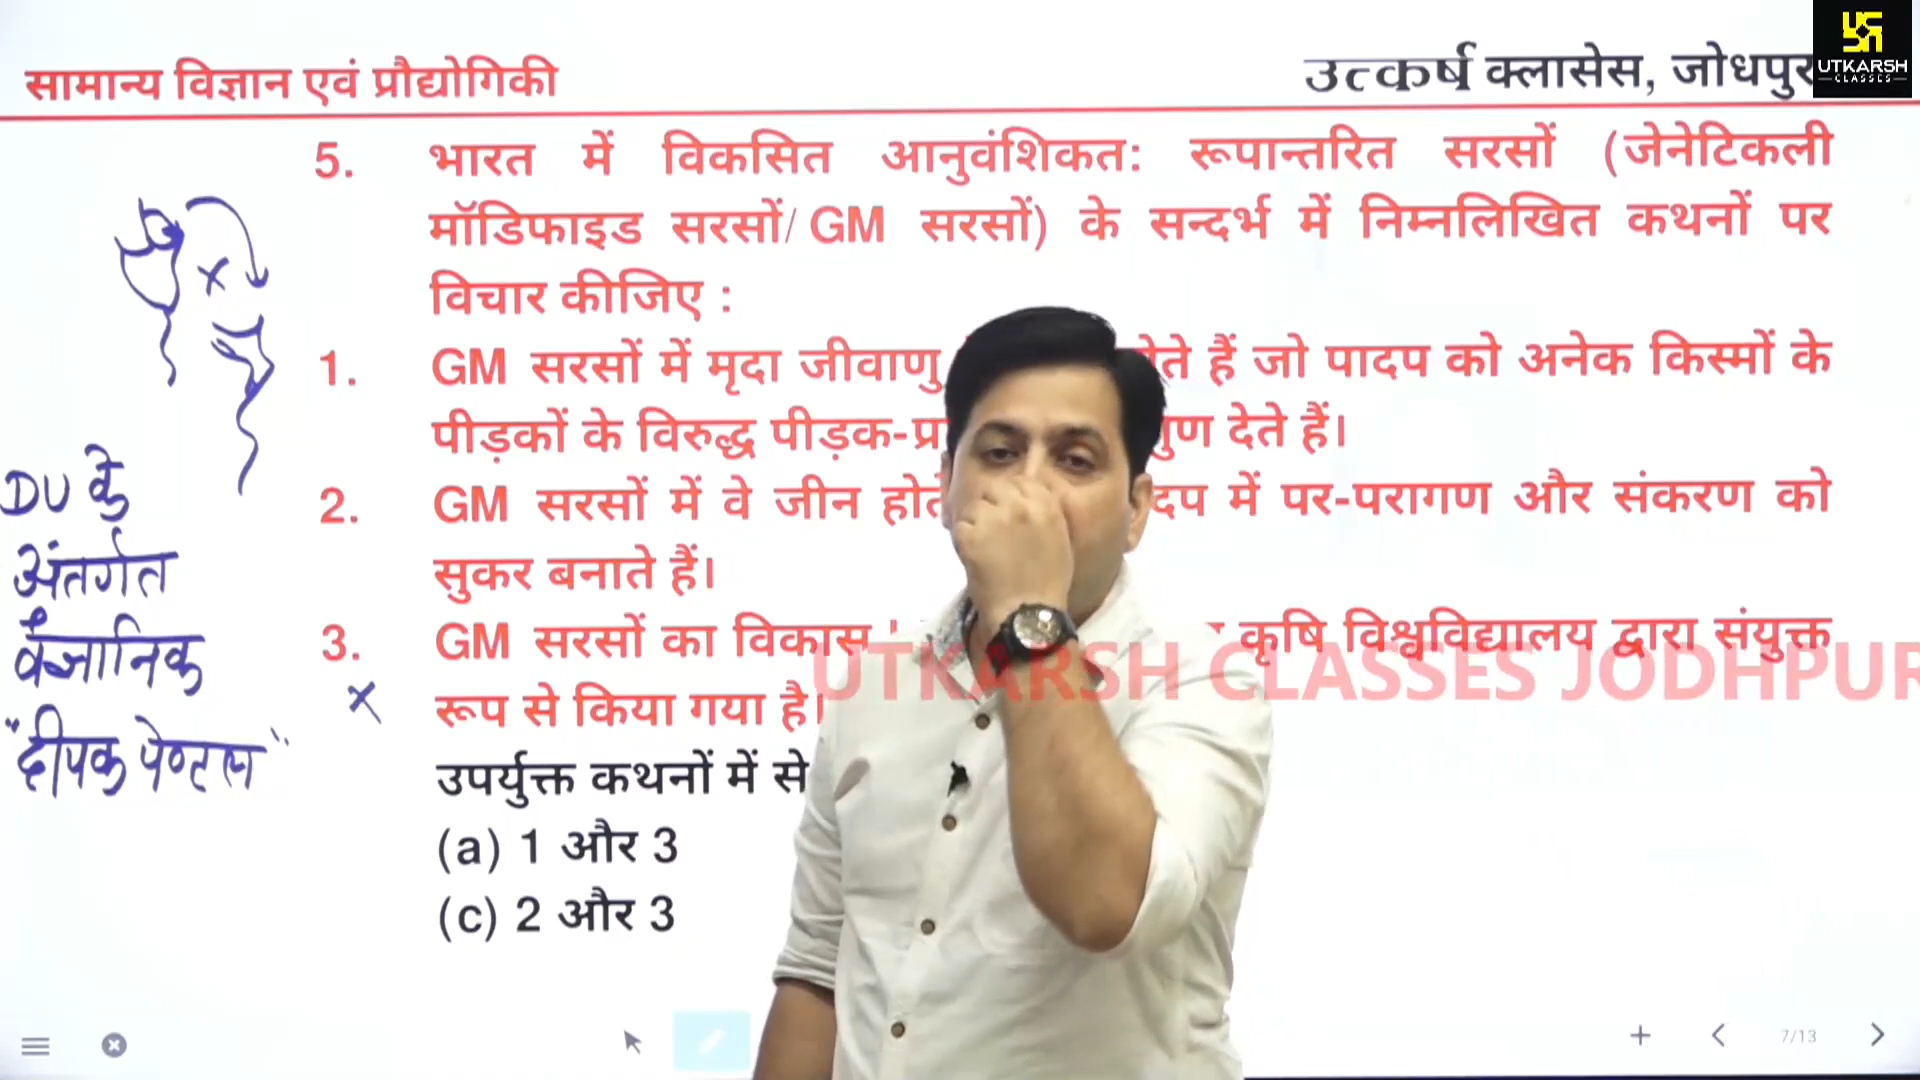 सामान्य विज्ञान एवं प्रौद्योगिकी
उत्कर्ष क्लासेस, जोधपुर
UTKARSH
CLASSES
5. भारत में विकसित आनुवंशिकत: रूपान्तरित सरसों (जेनेटिकली
मॉडिफाइड सरसों/ GM सरसों) के सन्दर्भ में निम्नलिखित कथनों पर
विचार कीजिए :
1. GM सरसों में मृदा जीवाणु हैं जो पादप को अनेक किस्मों के
पीड़कों के विरुद्ध देते हैं।
2. GM सरसों में वे जीन में पर-परागण और संकरण को
सुकर बनाते हैं।
3. GM सरसों का विकास कृषि विश्वविद्यालय द्वारा संयुक्त
रूप से किया गया है।
UTKARSH CLASSES JODHPUR
उपर्युक्त कथनों में से
(a) 1 और 3
(c) 2 और 3
DU के
अंतर्गत
वैज्ञानिक
"दीपक पेण्टल"
7/13